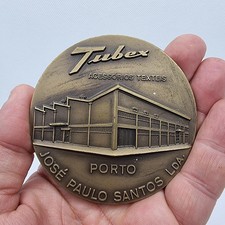 Tubex
ACESSÓRIOS TEXTEIS
PORTO
JOSÉ PAULO SANTOS LDA.